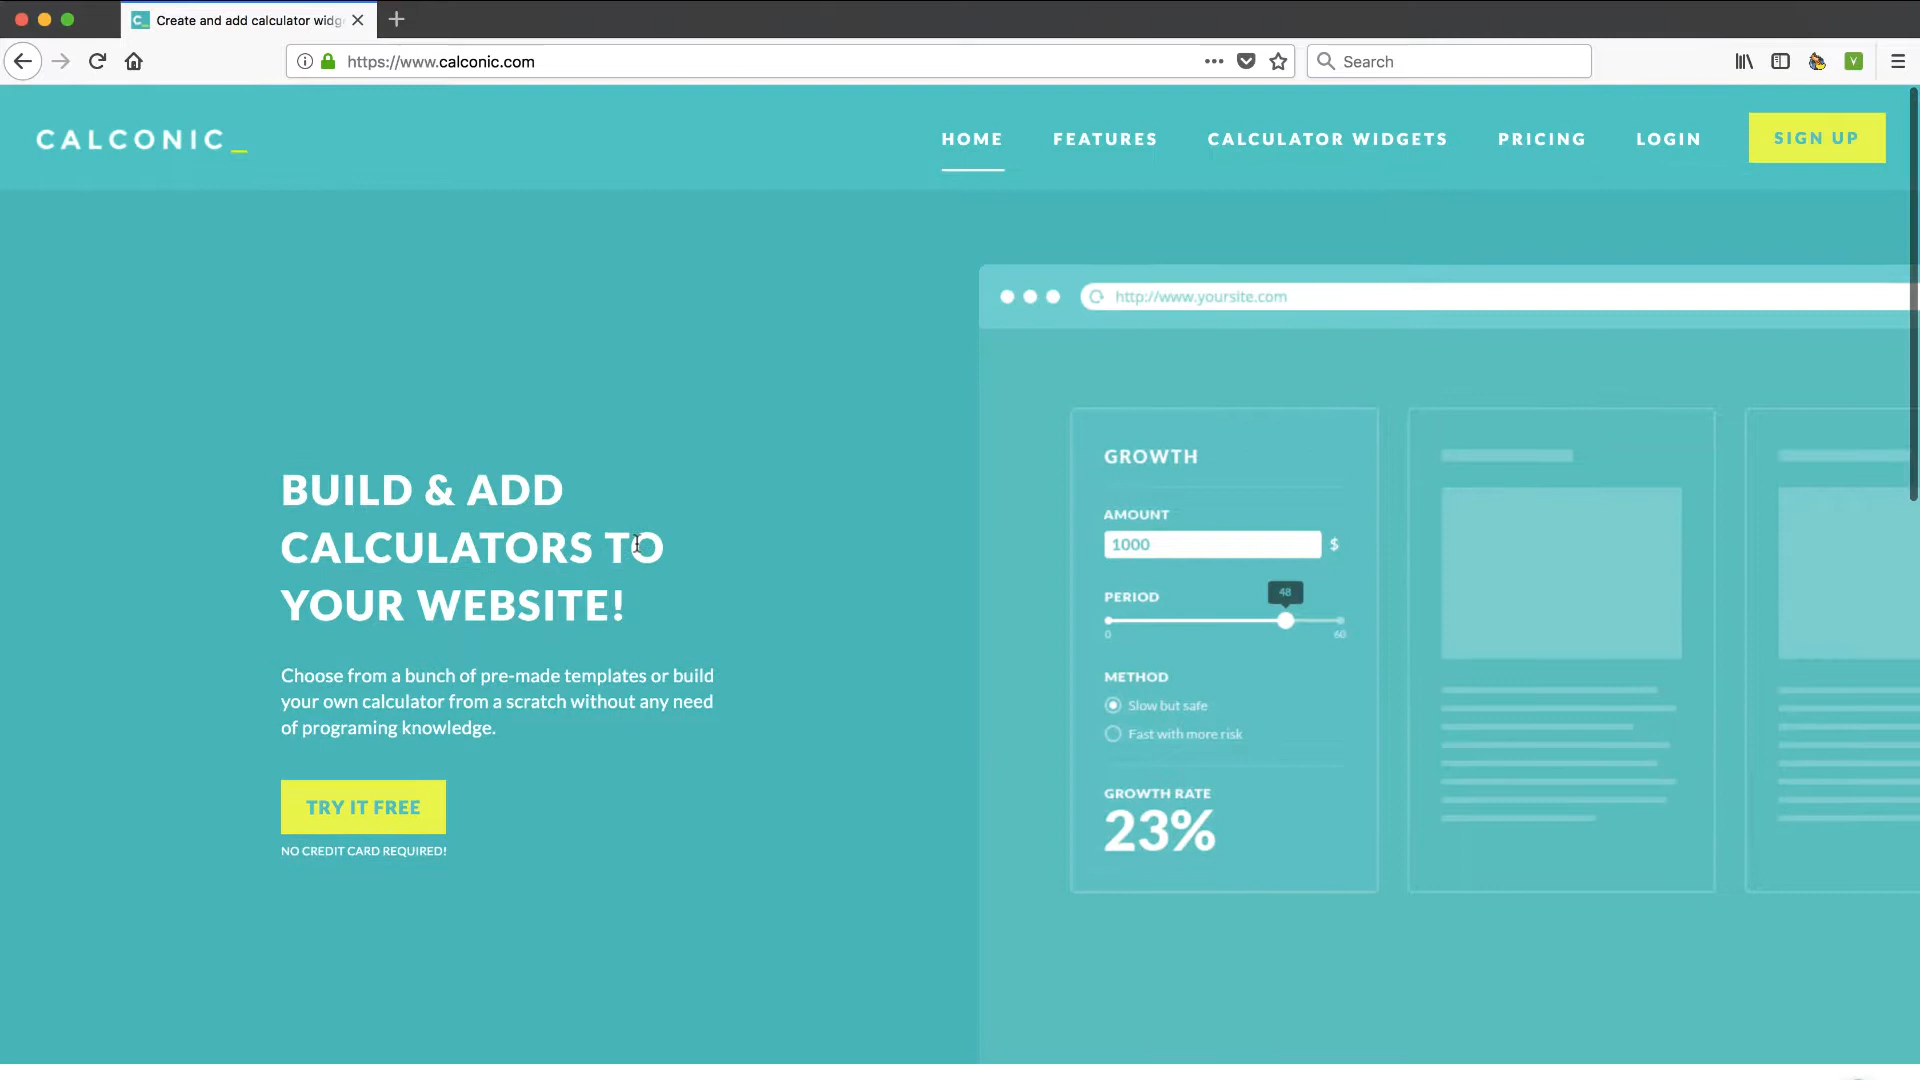 Create and add calculator widg
https://www.calconic.com
Search
CALCONIC_
HOME
FEATURES
CALCULATOR WIDGETS
PRICING
LOGIN
SIGN UP
http://www.yoursite.com
BUILD & ADD
CALCULATORS TO
YOUR WEBSITE!
Choose from a bunch of pre-made templates or build
your own calculator from a scratch without any need
of programing knowledge.
TRY IT FREE
NO CREDIT CARD REQUIRED!
GROWTH
AMOUNT
1000 $
PERIOD
48
0 60
METHOD
Slow but safe
Fast with more risk
GROWTH RATE
23%